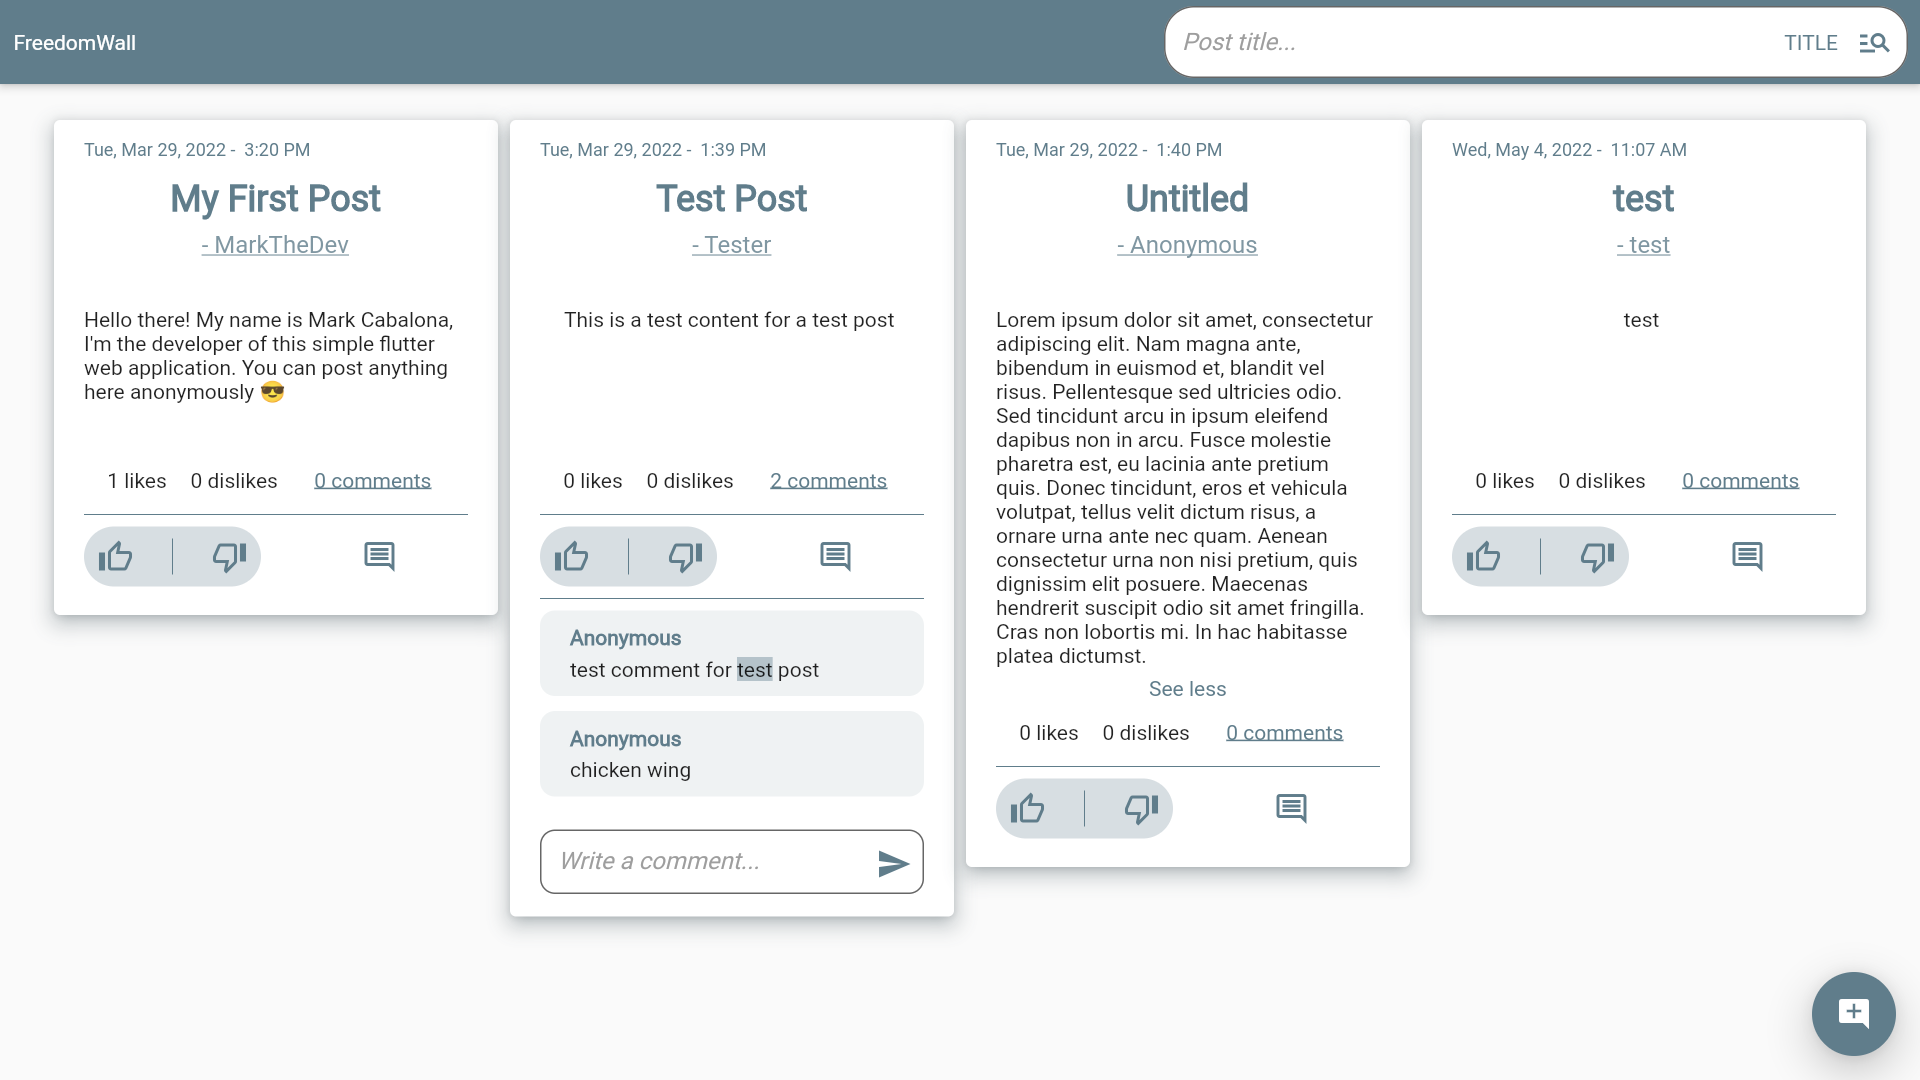 FreedomWall
Post title...
TITLE
Tue, Mar 29, 2022 -  3:20 PM
My First Post
- MarkTheDev
Hello there! My name is Mark Cabalona,
I'm the developer of this simple flutter
web application. You can post anything
here anonymously 😎
1 likes 0 dislikes 0 comments
Tue, Mar 29, 2022 -  1:39 PM
Test Post
- Tester
This is a test content for a test post
0 likes 0 dislikes 2 comments
Anonymous
test comment for test post
Anonymous
chicken wing
Write a comment...
Tue, Mar 29, 2022 -  1:40 PM
Untitled
- Anonymous
Lorem ipsum dolor sit amet, consectetur
adipiscing elit. Nam magna ante,
bibendum in euismod et, blandit vel
risus. Pellentesque sed ultricies odio.
Sed tincidunt arcu in ipsum eleifend
dapibus non in arcu. Fusce molestie
pharetra est, eu lacinia ante pretium
quis. Donec tincidunt, eros et vehicula
volutpat, tellus velit dictum risus, a
ornare urna ante nec quam. Aenean
consectetur urna non nisi pretium, quis
dignissim elit posuere. Maecenas
hendrerit suscipit odio sit amet fringilla.
Cras non lobortis mi. In hac habitasse
platea dictumst.
See less
0 likes 0 dislikes 0 comments
Wed, May 4, 2022 -  11:07 AM
test
- test
test
0 likes 0 dislikes 0 comments